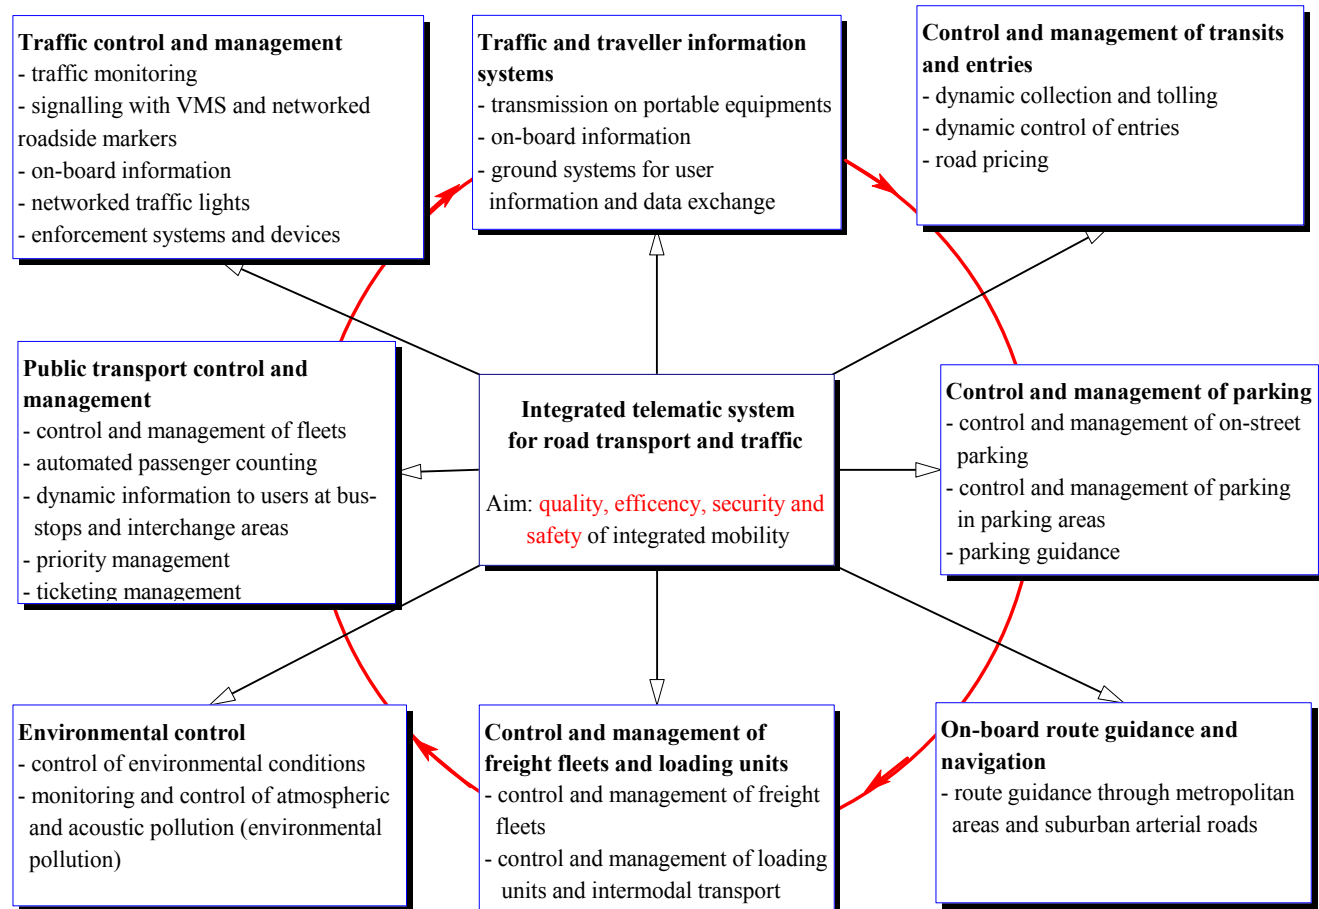 Traffic control and management
- traffic monitoring
- signalling with VMS and networked
roadside markers
- on-board information
- networked traffic lights
- enforcement systems and devices
Traffic and traveller information
systems
- transmission on portable equipments
- on-board information
- ground systems for user
information and data exchange
Control and management of transits
and entries
- dynamic collection and tolling
- dynamic control of entries
- road pricing
Public transport control and
management
- control and management of fleets
- automated passenger counting
- dynamic information to users at bus-
stops and interchange areas
- priority management
- ticketing management
Integrated telematic system
for road transport and traffic
Aim: quality, efficency, security and
safety of integrated mobility
Control and management of parking
- control and management of on-street
parking
- control and management of parking
in parking areas
- parking guidance
Environmental control
- control of environmental conditions
- monitoring and control of atmospheric
and acoustic pollution (environmental
pollution)
Control and management of
freight fleets and loading units
- control and management of freight
fleets
- control and management of loading
units and intermodal transport
On-board route guidance and
navigation
- route guidance through metropolitan
areas and suburban arterial roads